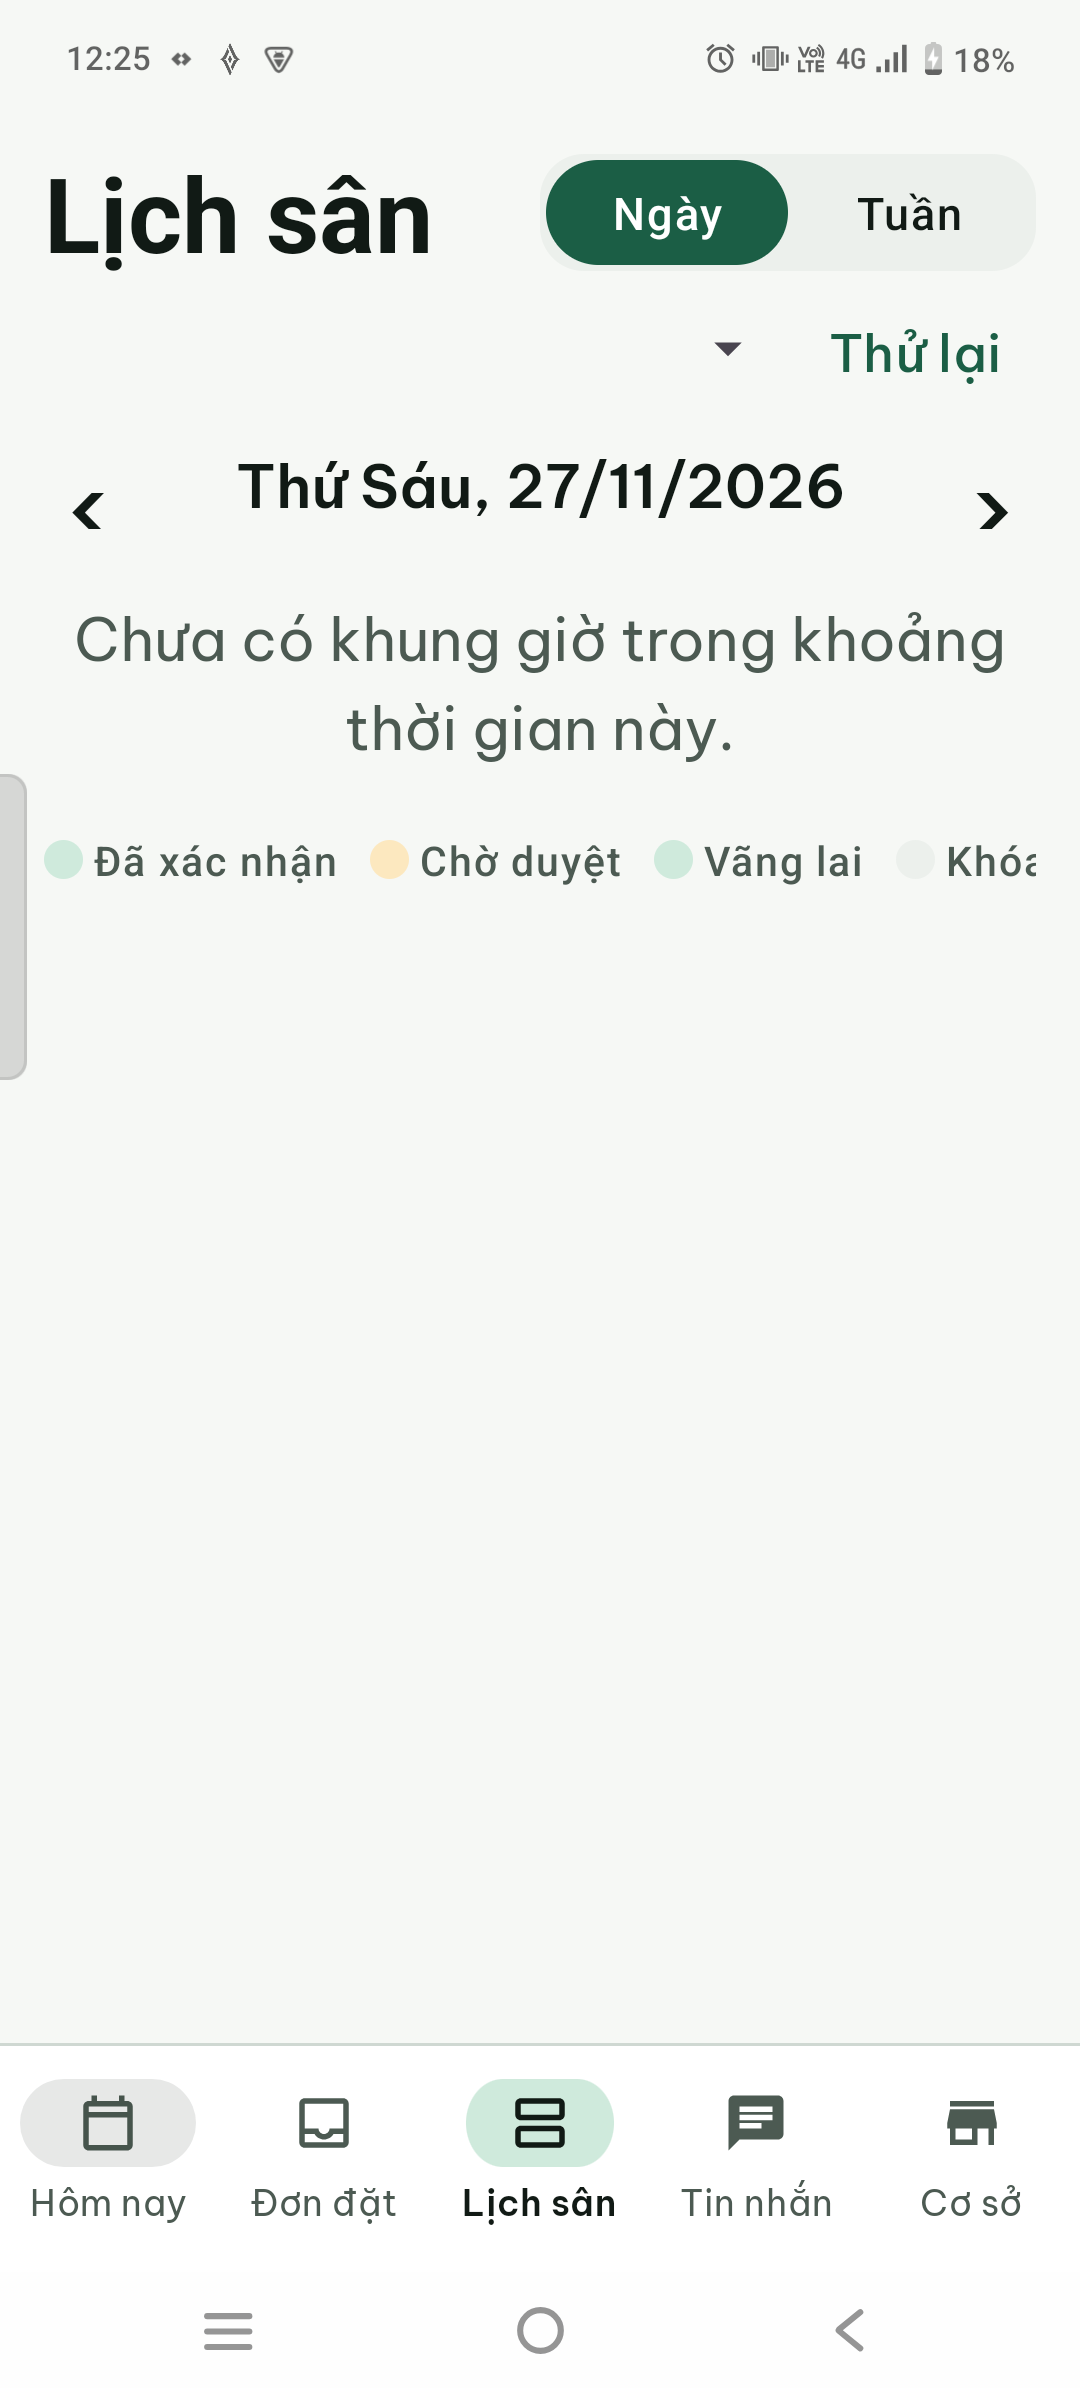 12:25 4G 18%
Lịch sân
Ngày Tuần
Thử lại
Thứ Sáu, 27/11/2026
Chưa có khung giờ trong khoảng
thời gian này.
Đã xác nhận Chờ duyệt Vãng lai Khóa
Hôm nay Đơn đặt Lịch sân Tin nhắn Cơ sở